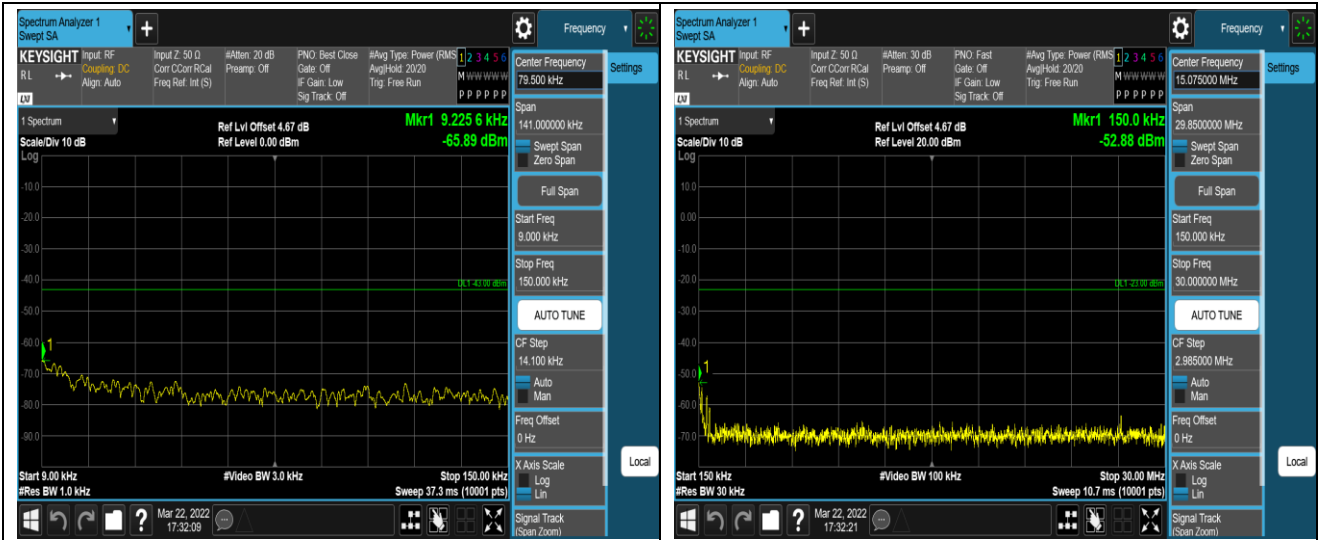 Spectrum Analyzer 1
Swept SA
+
Frequency
KEYSIGHT
RL
LXI
Input: RF
Coupling: DC
Align: Auto
Input Z: 50 Ω
Corr CCorr RCal
Freq Ref: Int (S)
#Atten: 20 dB
Preamp: Off
PNO: Best Close
Gate: Off
IF Gain: Low
Sig Track: Off
#Avg Type: Power (RMS
Avg|Hold: 20/20
Trig: Free Run
1 2 3 4 5 6
M W W W W W
P P P P P P
1 Spectrum
Scale/Div 10 dB
Log
Ref Lvl Offset 4.67 dB
Ref Level 0.00 dBm
Mkr1 9.225 6 kHz
-65.89 dBm
-10.0
-20.0
-30.0
-40.0
-50.0
-60.0
-70.0
-80.0
-90.0
DL1 -43.00 dBm
1
Start 9.00 kHz
#Res BW 1.0 kHz
#Video BW 3.0 kHz
Stop 150.00 kHz
Sweep 37.3 ms (10001 pts)
Center Frequency
79.500 kHz
Settings
Span
141.000000 kHz
Swept Span
Zero Span
Full Span
Start Freq
9.000 kHz
Stop Freq
150.000 kHz
AUTO TUNE
CF Step
14.100 kHz
Auto
Man
Freq Offset
0 Hz
X Axis Scale
Log
Lin
Local
Signal Track
(Span Zoom)
?
Mar 22, 2022
17:32:09
Spectrum Analyzer 1
Swept SA
+
Frequency
KEYSIGHT
RL
LXI
Input: RF
Coupling: DC
Align: Auto
Input Z: 50 Ω
Corr CCorr RCal
Freq Ref: Int (S)
#Atten: 30 dB
Preamp: Off
PNO: Fast
Gate: Off
IF Gain: Low
Sig Track: Off
#Avg Type: Power (RMS
Avg|Hold: 20/20
Trig: Free Run
1 2 3 4 5 6
M W W W W W
P P P P P P
1 Spectrum
Scale/Div 10 dB
Log
Ref Lvl Offset 4.67 dB
Ref Level 20.00 dBm
Mkr1 150.0 kHz
-52.88 dBm
10.0
0.00
-10.0
-20.0
-30.0
-40.0
-50.0
-60.0
-70.0
DL1 -23.00 dBm
1
Start 150 kHz
#Res BW 30 kHz
#Video BW 100 kHz
Stop 30.00 MHz
Sweep 10.7 ms (10001 pts)
Center Frequency
15.075000 MHz
Settings
Span
29.8500000 MHz
Swept Span
Zero Span
Full Span
Start Freq
150.000 kHz
Stop Freq
30.000000 MHz
AUTO TUNE
CF Step
2.985000 MHz
Auto
Man
Freq Offset
0 Hz
X Axis Scale
Log
Lin
Local
Signal Track
(Span Zoom)
?
Mar 22, 2022
17:32:21